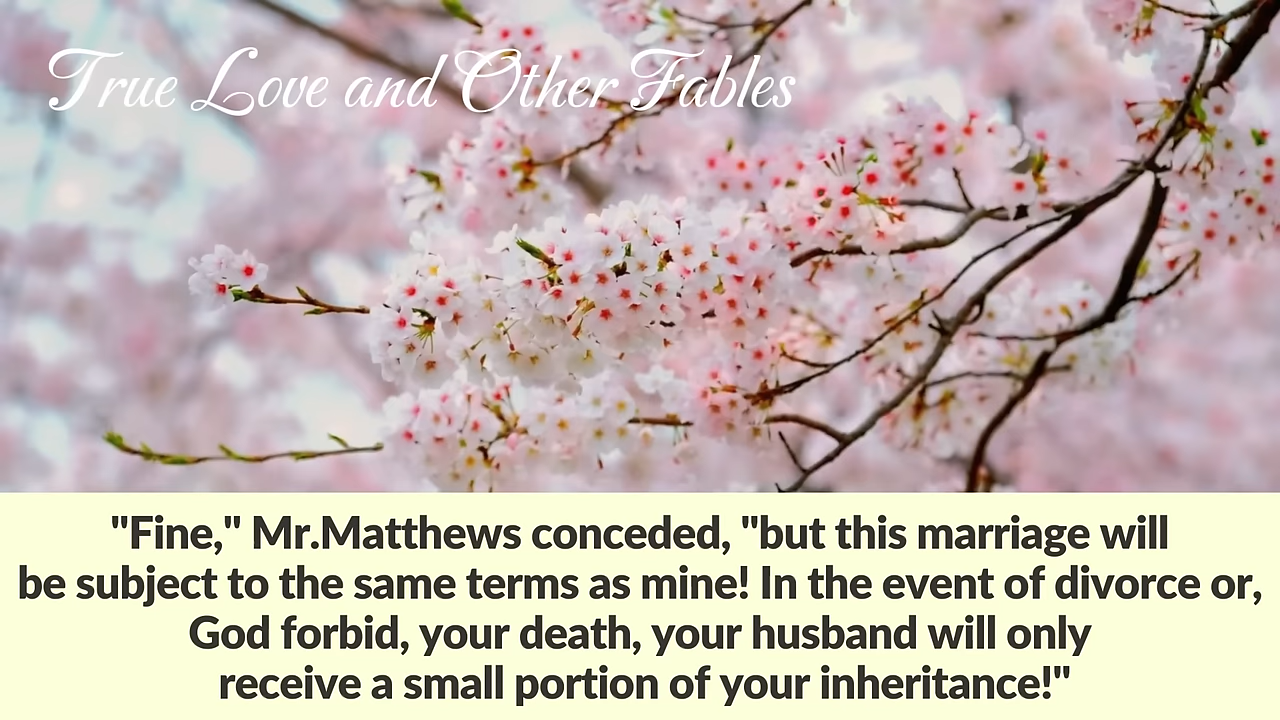 True Love and Other Fables
"Fine," Mr.Matthews conceded, "but this marriage will
be subject to the same terms as mine! In the event of divorce or,
God forbid, your death, your husband will only
receive a small portion of your inheritance!"